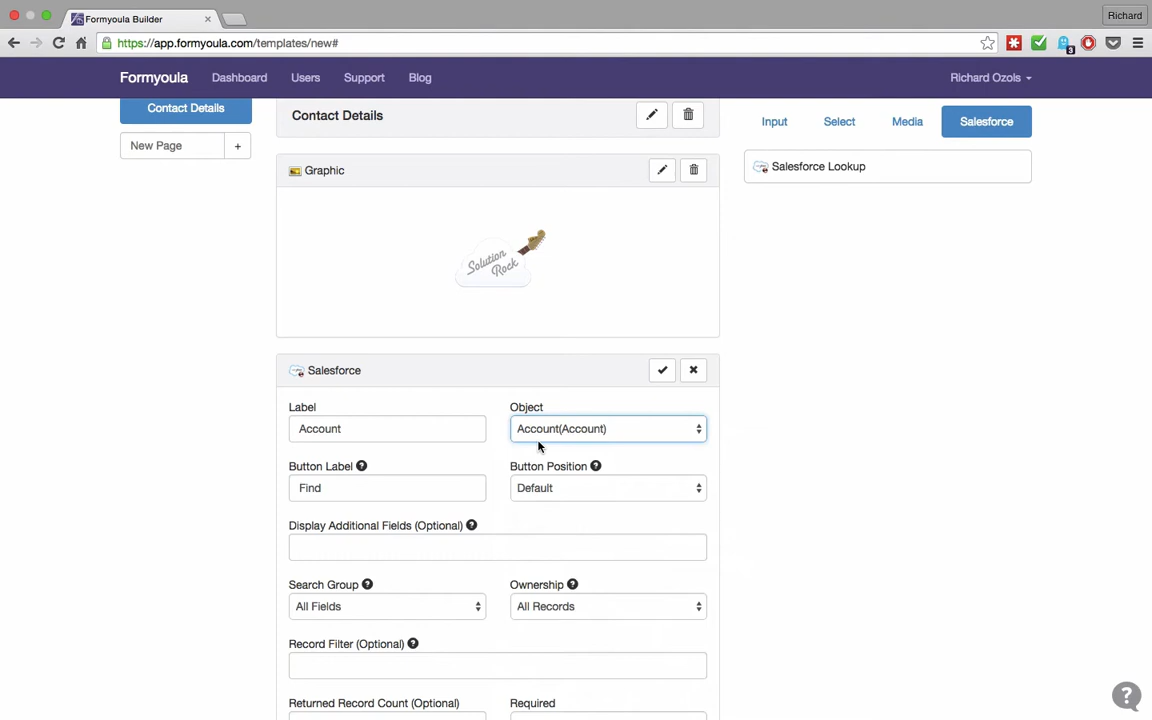 Formyoula Builder
Richard
https://app.formyoula.com/templates/new#
3
Formyoula Dashboard Users Support Blog Richard Ozols
Contact Details
New Page +
Contact Details
Input Select Media Salesforce
Salesforce Lookup
Graphic
Solution
Rock
Salesforce
Label Object
Account Account(Account)
Button Label ? Button Position ?
Find Default
Display Additional Fields (Optional) ?
Search Group ? Ownership ?
All Fields All Records
Record Filter (Optional) ?
Returned Record Count (Optional) Required
?